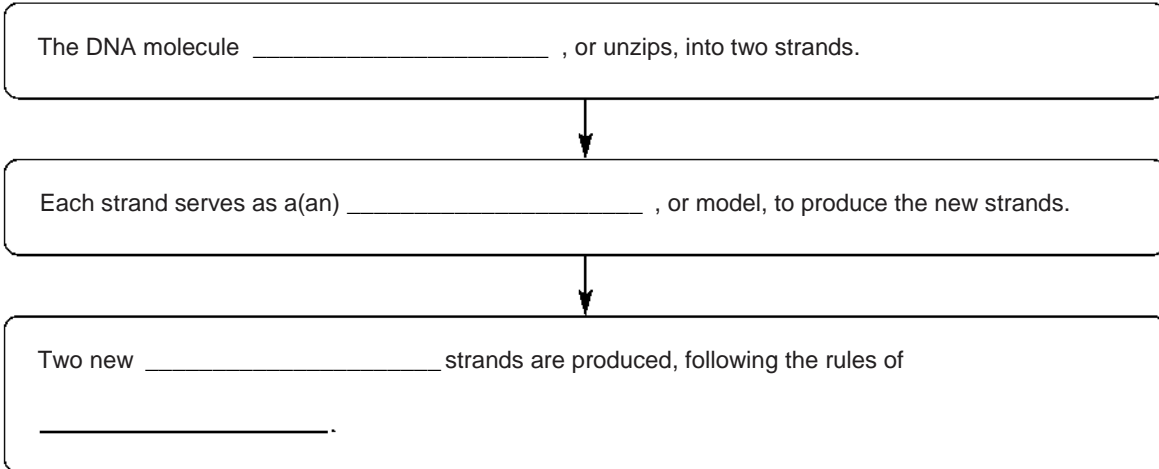 The DNA molecule ______________________ , or unzips, into two strands.
Each strand serves as a(an) ______________________ , or model, to produce the new strands.
Two new ______________________ strands are produced, following the rules of
______________________.